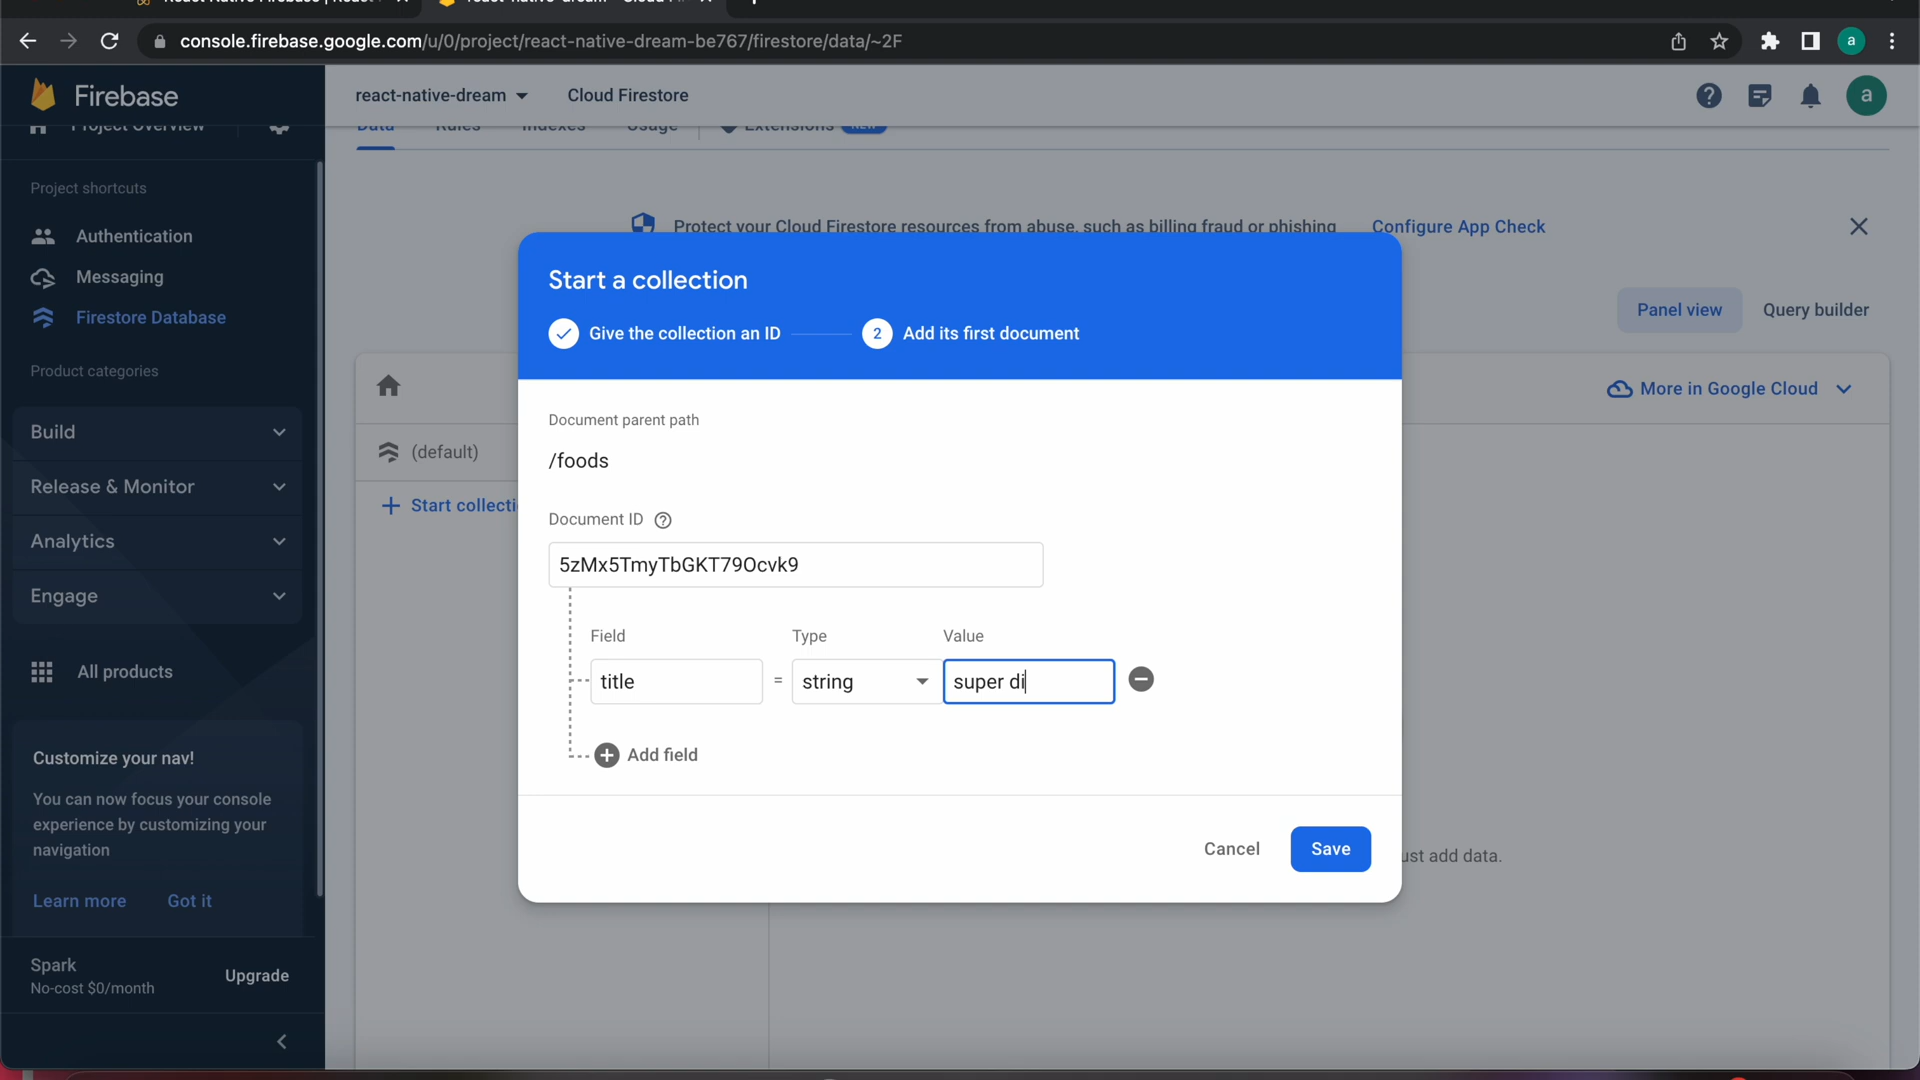 console.firebase.google.com/u/0/project/react-native-dream-be767/firestore/data/~2F
a
Firebase
react-native-dream
Cloud Firestore
a
Project Overview
Data
Rules
Indexes
Usage
Extensions
NEW
Project shortcuts
Authentication
Messaging
Firestore Database
Product categories
Build
Release & Monitor
Analytics
Engage
All products
Customize your nav!
You can now focus your console
experience by customizing your
navigation
Learn more
Got it
Spark
No-cost $0/month
Upgrade
Protect your Cloud Firestore resources from abuse, such as billing fraud or phishing
Configure App Check
Panel view
Query builder
More in Google Cloud
(default)
Start collecti
Start a collection
Give the collection an ID
2
Add its first document
Document parent path
/foods
Document ID
5zMx5TmyTbGKT79Ocvk9
Field
Type
Value
title
=
string
super di
Add field
Cancel
Save
ust add data.